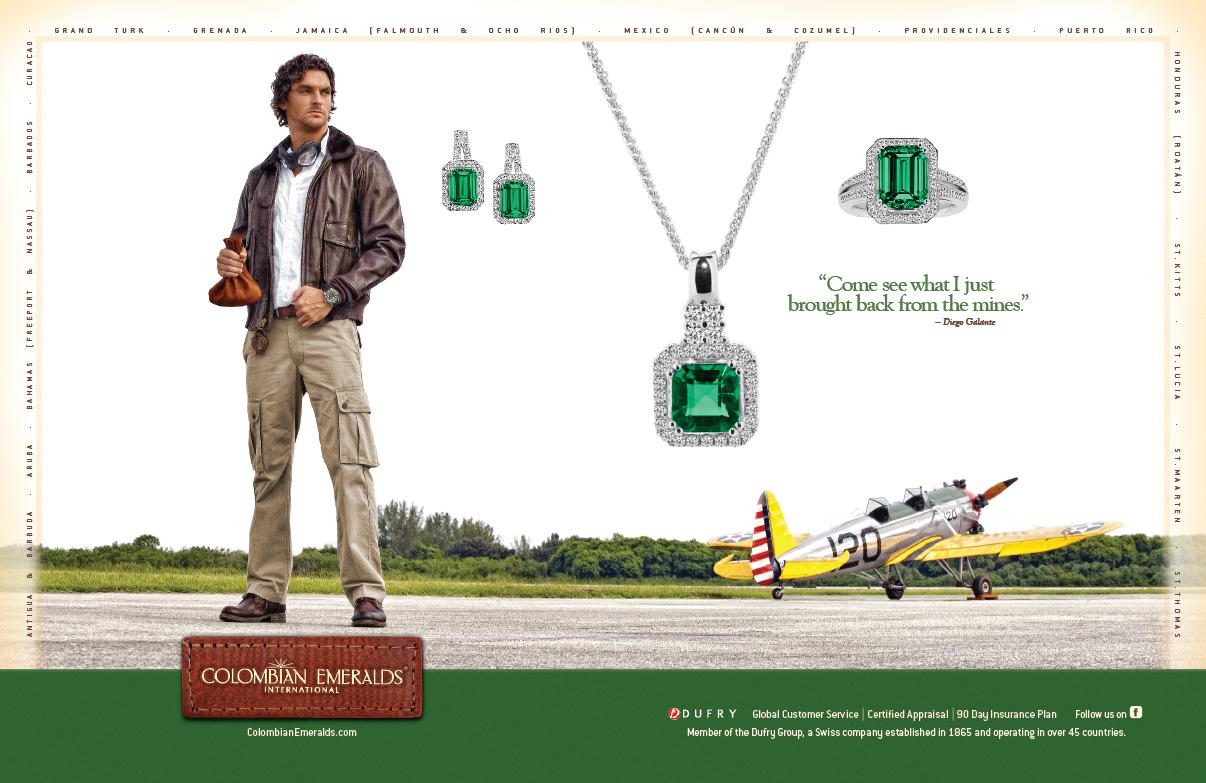 · GRAND TURK · GRENADA · JAMAICA [FALMOUTH & OCHO RIOS] · MEXICO [CANCÚN & COZUMEL] · PROVIDENCIALES · PUERTO RICO ·
ANTIGUA & BARBUDA · ARUBA · BAHAMAS [FREEPORT & NASSAU] · BARBADOS · CURACAO
HONDURAS [ROATÁN] · ST.KITTS · ST.LUCIA · ST.MAARTEN · ST.THOMAS
“Come see what I just
brought back from the mines.”
– Diego Galante
120
120
COLOMBIAN EMERALDS®
INTERNATIONAL
ColombianEmeralds.com
DUFRY Global Customer Service | Certified Appraisal | 90 Day Insurance Plan Follow us on f
Member of the Dufry Group, a Swiss company established in 1865 and operating in over 45 countries.